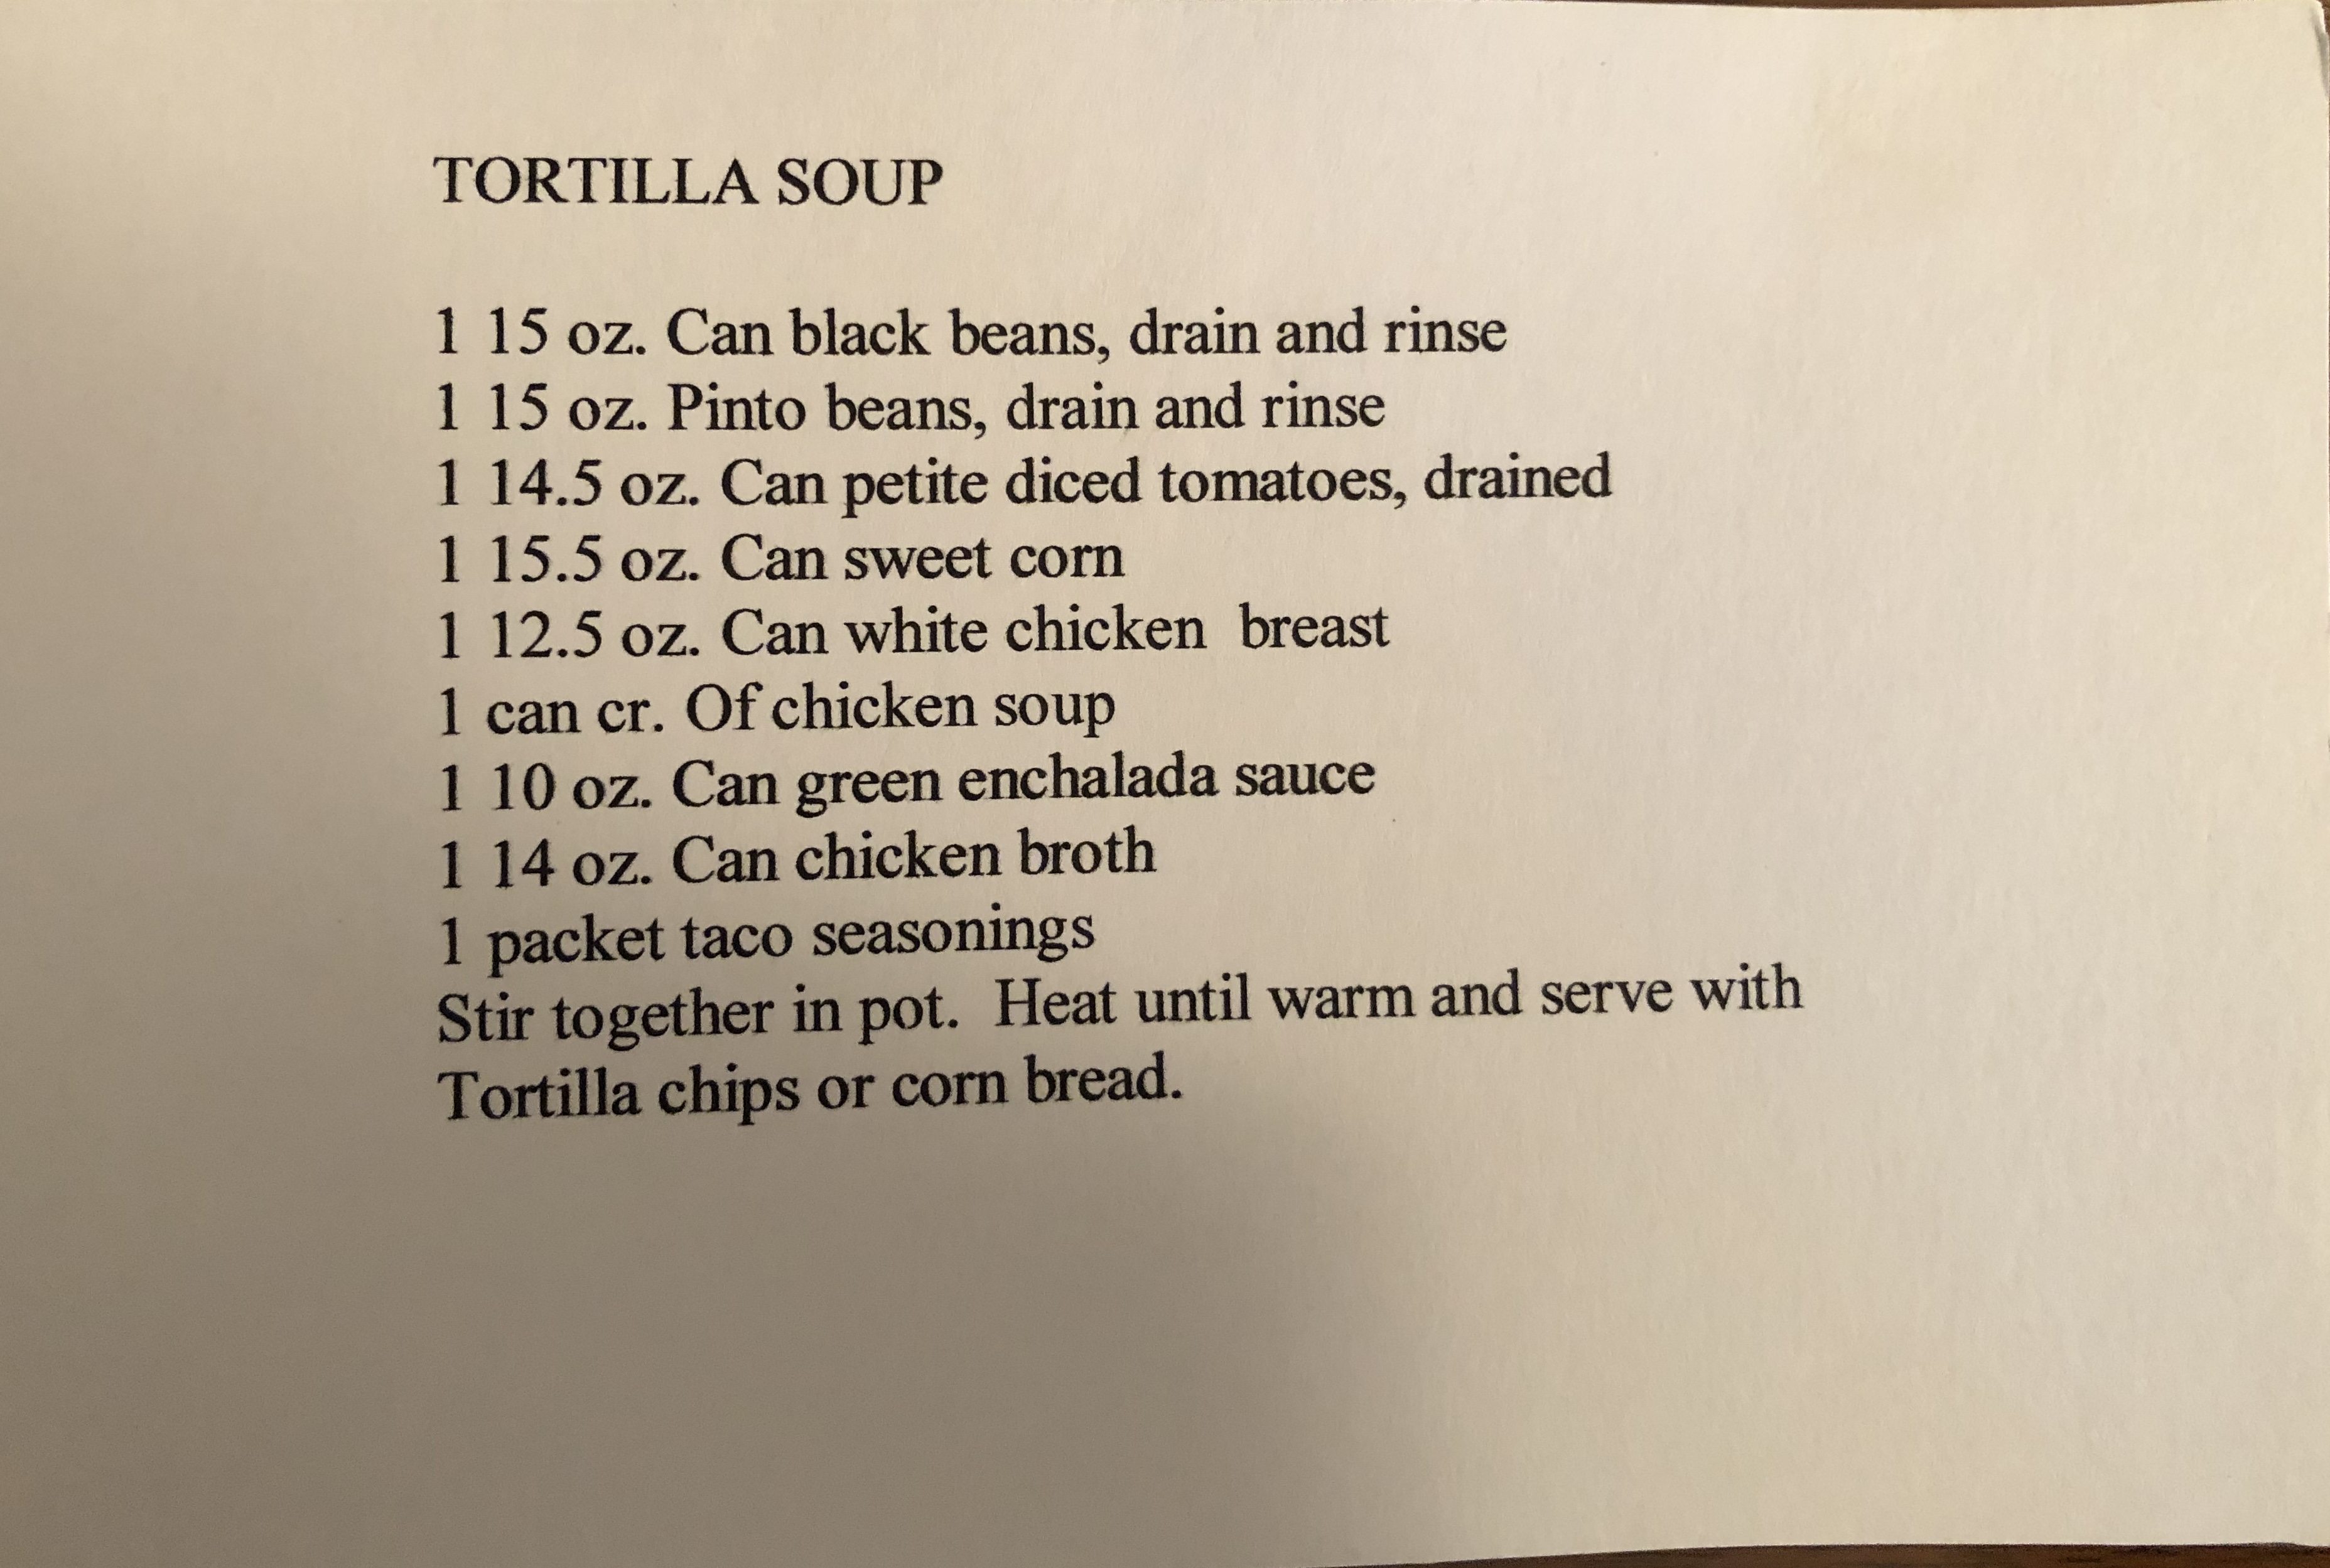 TORTILLA SOUP
1 15 oz. Can black beans, drain and rinse
1 15 oz. Pinto beans, drain and rinse
1 14.5 oz. Can petite diced tomatoes, drained
1 15.5 oz. Can sweet corn
1 12.5 oz. Can white chicken  breast
1 can cr. Of chicken soup
1 10 oz. Can green enchalada sauce
1 14 oz. Can chicken broth
1 packet taco seasonings
Stir together in pot.  Heat until warm and serve with
Tortilla chips or corn bread.